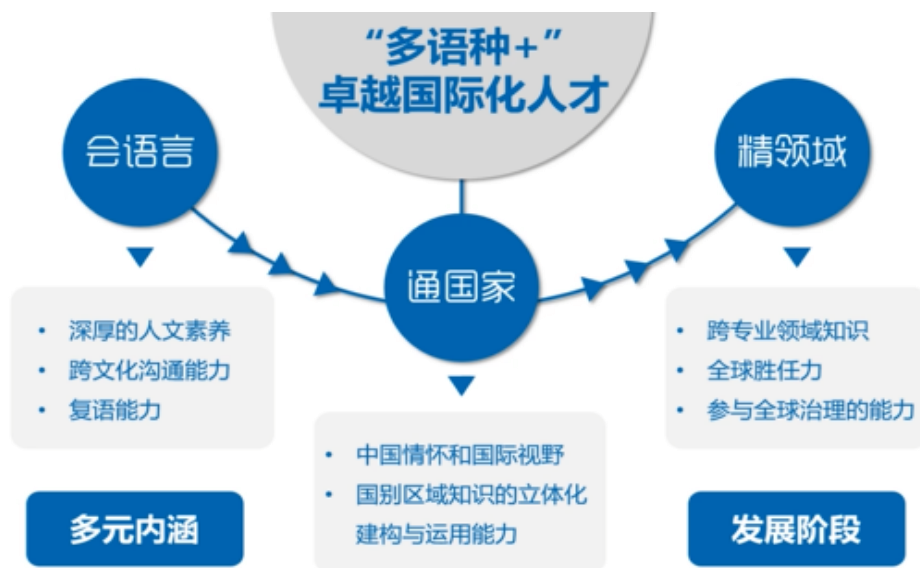 “多语种+”
卓越国际化人才
会语言
精领域
通国家
• 深厚的人文素养
• 跨文化沟通能力
• 复语能力
• 跨专业领域知识
• 全球胜任力
• 参与全球治理的能力
• 中国情怀和国际视野
• 国别区域知识的立体化
建构与运用能力
多元内涵
发展阶段